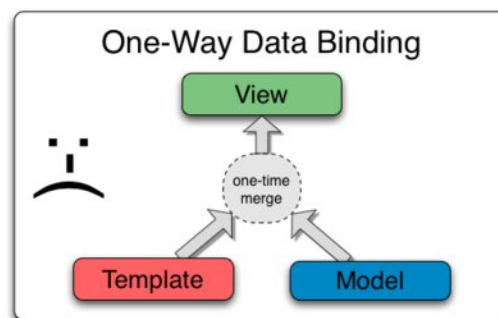 One-Way Data Binding
View
one-time
merge
Template
Model